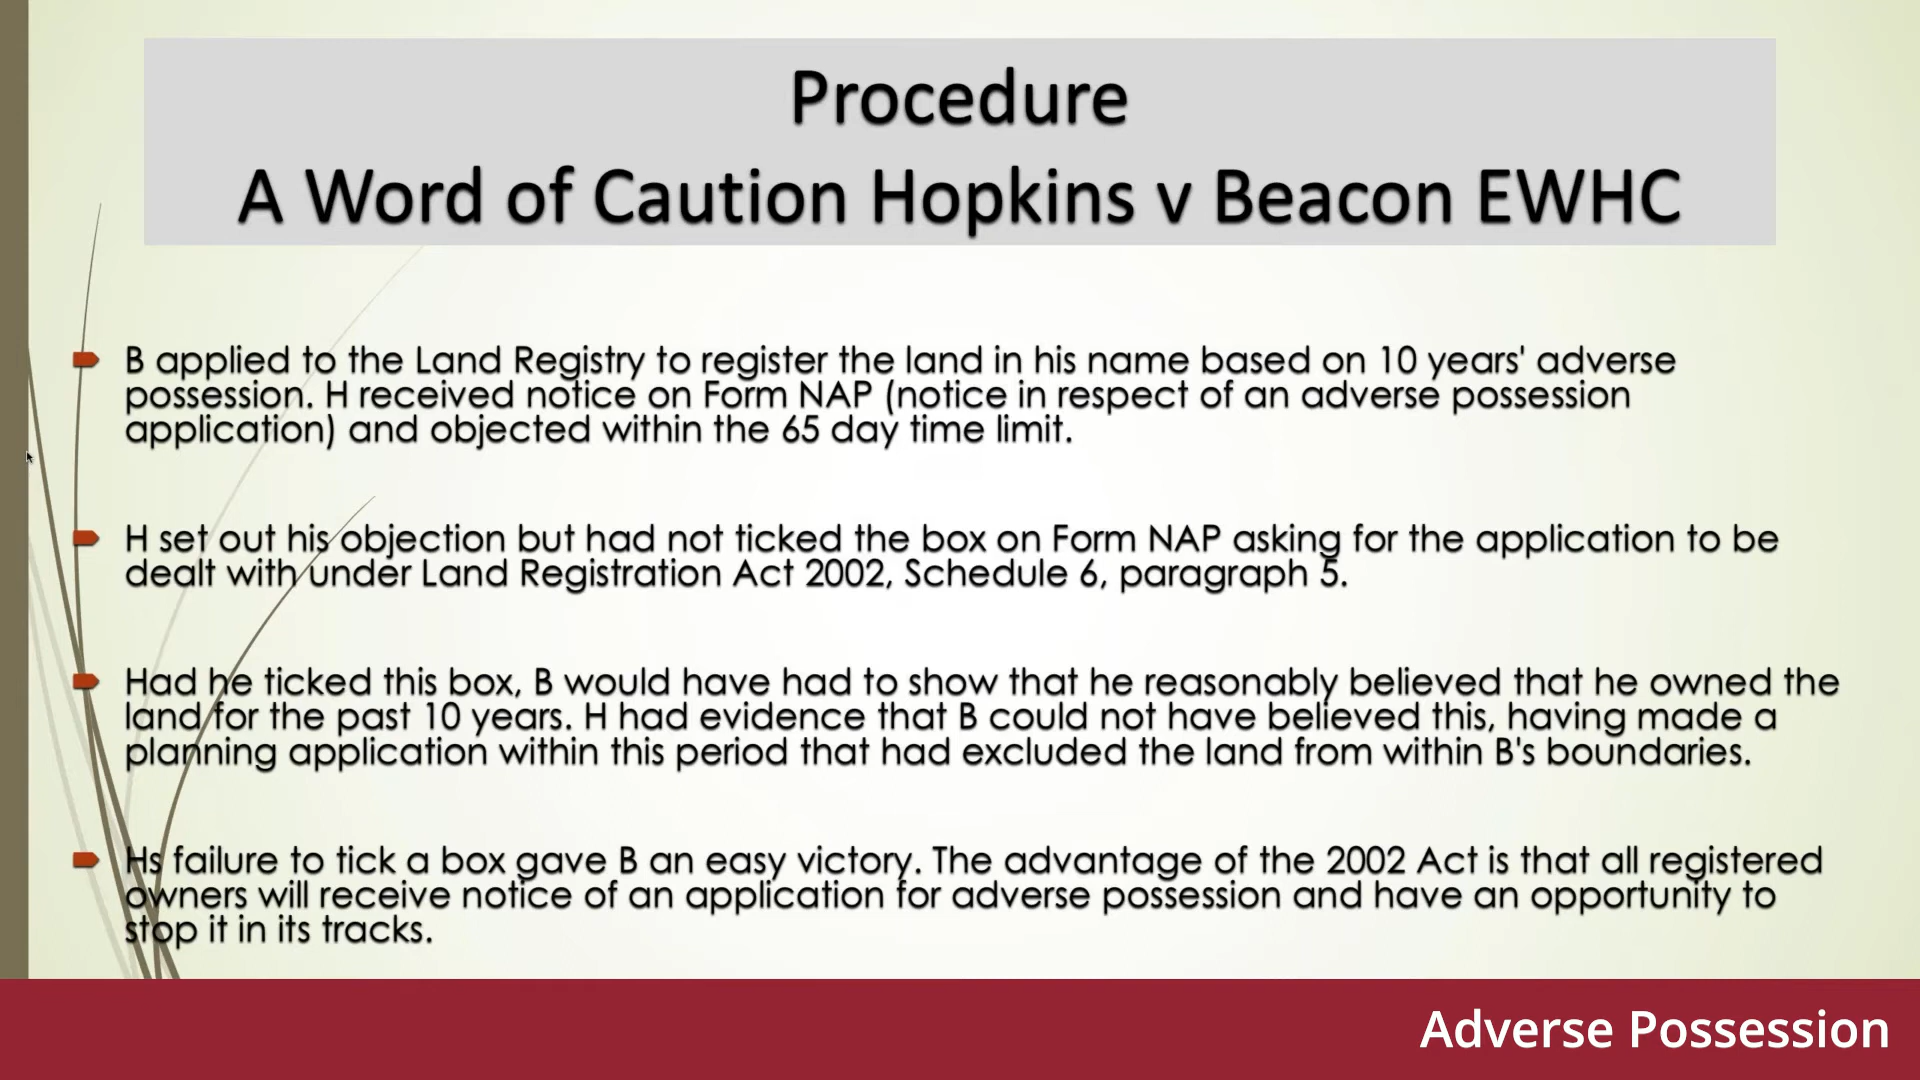 Procedure
A Word of Caution Hopkins v Beacon EWHC
B applied to the Land Registry to register the land in his name based on 10 years' adverse
possession. H received notice on Form NAP (notice in respect of an adverse possession
application) and objected within the 65 day time limit.
H set out his objection but had not ticked the box on Form NAP asking for the application to be
dealt with under Land Registration Act 2002, Schedule 6, paragraph 5.
Had he ticked this box, B would have had to show that he reasonably believed that he owned the
land for the past 10 years. H had evidence that B could not have believed this, having made a
planning application within this period that had excluded the land from within B's boundaries.
Hs failure to tick a box gave B an easy victory. The advantage of the 2002 Act is that all registered
owners will receive notice of an application for adverse possession and have an opportunity to
stop it in its tracks.
Adverse Possession